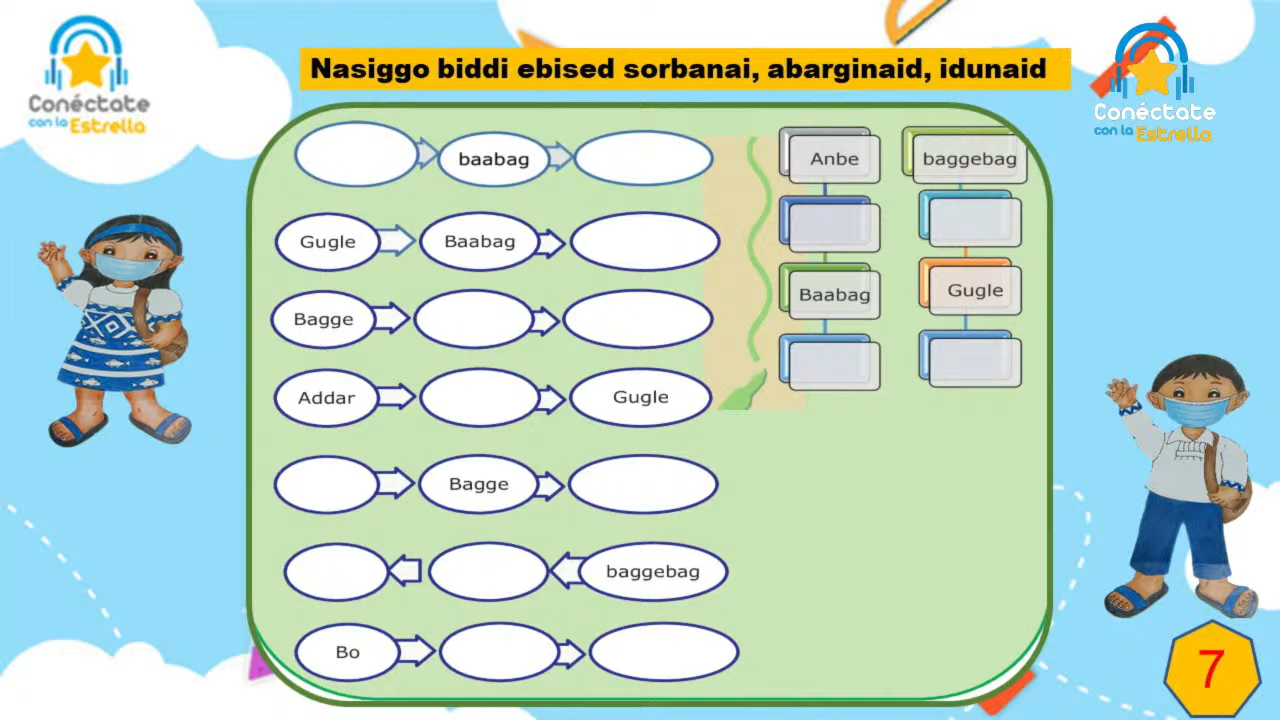 Conéctate
con la Estrella
Nasiggo biddi ebised sorbanai, abarginaid, idunaid
Conéctate
con la Estrella
baabag
Gugle Baabag
Bagge
Addar Gugle
Bagge
baggebag
Bo
Anbe baggebag
Gugle
Baabag
7